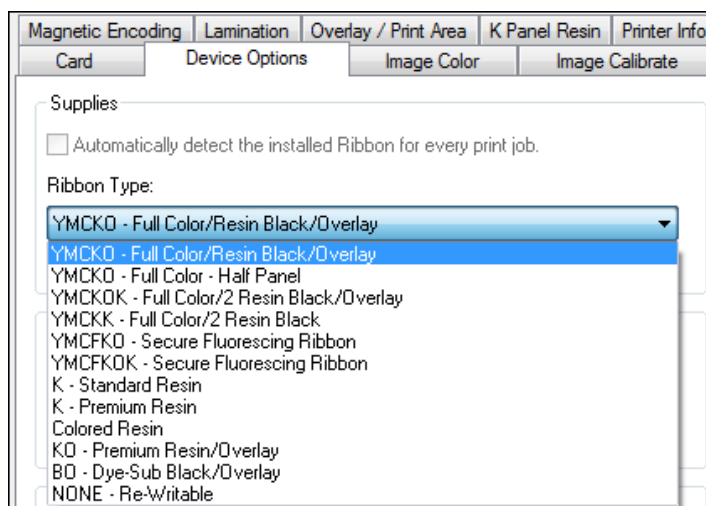 Magnetic Encoding Lamination Overlay / Print Area K Panel Resin Printer Info
Card Device Options Image Color Image Calibrate
Supplies
Automatically detect the installed Ribbon for every print job.
Ribbon Type:
YMCKO - Full Color/Resin Black/Overlay
YMCKO - Full Color/Resin Black/Overlay
YMCKO - Full Color - Half Panel
YMCKOK - Full Color/2 Resin Black/Overlay
YMCKK - Full Color/2 Resin Black
YMCFKO - Secure Fluorescing Ribbon
YMCFKOK - Secure Fluorescing Ribbon
K - Standard Resin
K - Premium Resin
Colored Resin
KO - Premium Resin/Overlay
BO - Dye-Sub Black/Overlay
NONE - Re-Writable